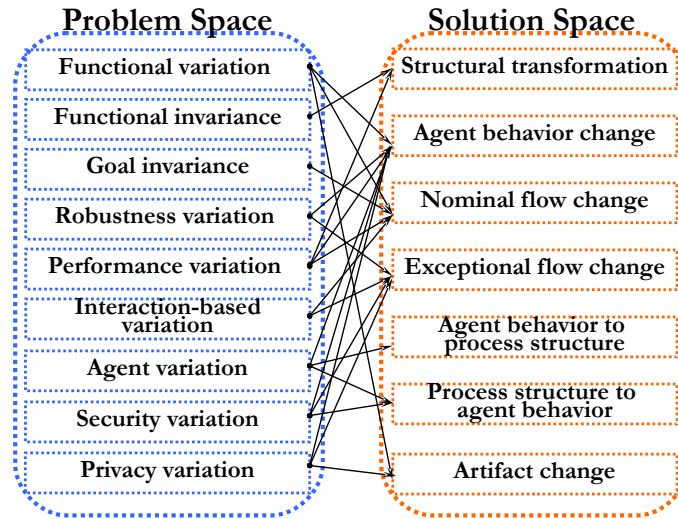 Problem Space
Functional variation
Functional invariance
Goal invariance
Robustness variation
Performance variation
Interaction-based
variation
Agent variation
Security variation
Privacy variation
Solution Space
Structural transformation
Agent behavior change
Nominal flow change
Exceptional flow change
Agent behavior to
process structure
Process structure to
agent behavior
Artifact change